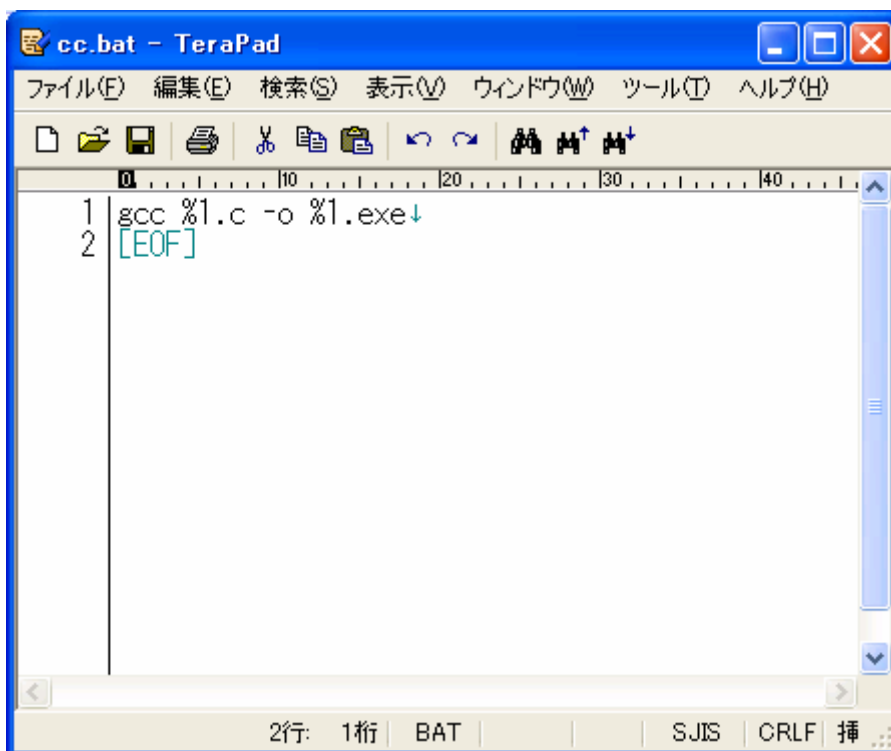 cc.bat - TeraPad
ファイル(F) 編集(E) 検索(S) 表示(V) ウィンドウ(W) ツール(T) ヘルプ(H)
0 10 20 30 40
1 gcc %1.c -o %1.exe↓
2 [EOF]
2行: 1桁 BAT SJIS CRLF 挿